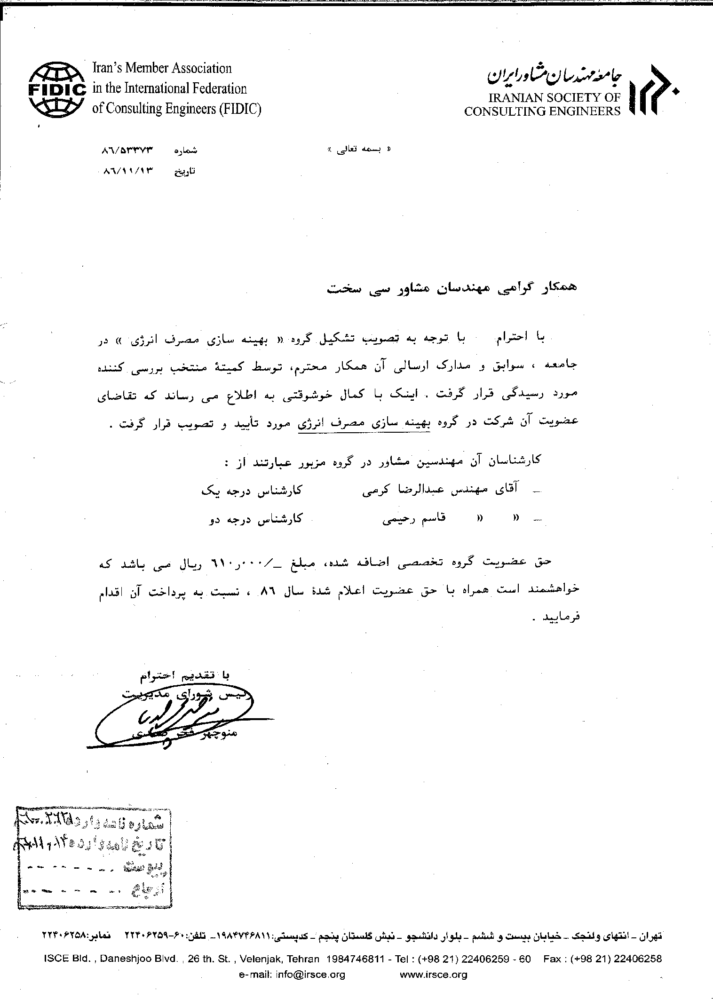 Iran's Member Association
in the International Federation
of Consulting Engineers (FIDIC)
FIDIC
جامعه مهندسان مشاور ایران
IRANIAN SOCIETY OF
CONSULTING ENGINEERS
« بسمه تعالی »
شماره ۸۶/۵۳۳۷۳
تاریخ ۸۶/۱۱/۱۳
همکار گرامی مهندسان مشاور سی سخت
با احترام با توجه به تصویب تشکیل گروه « بهینه سازی مصرف انرژی » در
جامعه ، سوابق و مدارک ارسالی آن همکار محترم، توسط کمیتۀ منتخب بررسی کننده
مورد رسیدگی قرار گرفت . اینک با کمال خوشوقتی به اطلاع می رساند که تقاضای
عضویت آن شرکت در گروه بهینه سازی مصرف انرژی مورد تأیید و تصویب قرار گرفت .
کارشناسان آن مهندسین مشاور در گروه مزبور عبارتند از :
_ آقای مهندس عبدالرضا کرمی کارشناس درجه یک
_ « « قاسم رحیمی کارشناس درجه دو
حق عضویت گروه تخصصی اضافه شده، مبلغ _/۶۱۰ر۰۰۰ ریال می باشد که
خواهشمند است همراه با حق عضویت اعلام شدۀ سال ۸۶ ، نسبت به پرداخت آن اقدام
فرمایید .
با تقدیم احترام
رئیس شورای مدیریت
منوچهر فخر صمدی
شماره نامه وارده
تاریخ نامه وارده
پیوست
ارجاع
تهران _ انتهای ولنجک _ خیابان بیست و ششم _ بلوار دانشجو _ نبش گلستان پنجم _ کدپستی:۱۹۸۴۷۴۶۸۱۱_ تلفن:۶۰-۲۲۴۰۶۲۵۹ نمابر:۲۲۴۰۶۲۵۸
ISCE Bld. , Daneshjoo Blvd. , 26 th. St. , Velenjak, Tehran 1984746811 - Tel : (+98 21) 22406259 - 60 Fax : (+98 21) 22406258
e-mail: info@irsce.org www.irsce.org